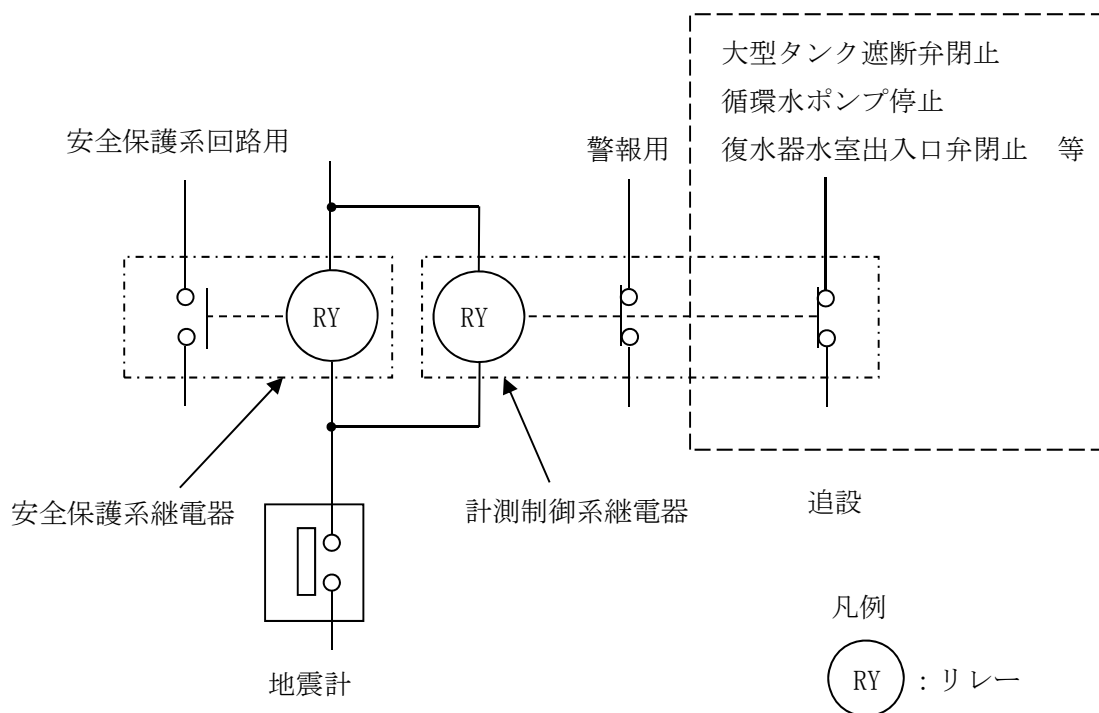 大型タンク遮断弁閉止
循環水ポンプ停止
復水器水室出入口弁閉止　等
安全保護系回路用
警報用
RY
RY
安全保護系継電器
計測制御系継電器
追設
地震計
凡例
RY：リレー